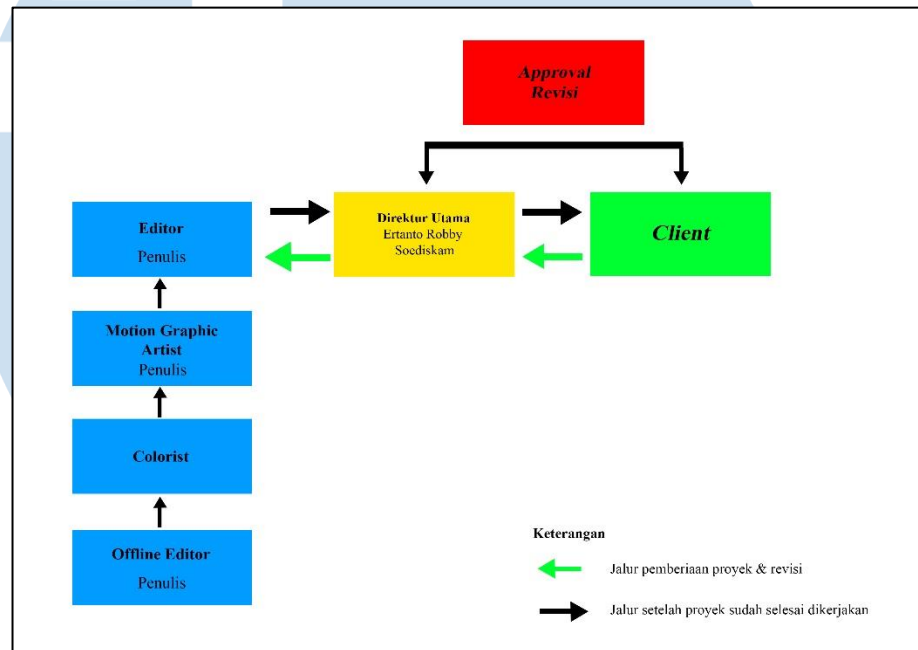 Approval
Revisi
Editor
Penulis
Direktur Utama
Ertanto Robby
Soediskam
Client
Motion Graphic
Artist
Penulis
Colorist
Offline Editor
Penulis
Keterangan
Jalur pemberiaan proyek & revisi
Jalur setelah proyek sudah selesai dikerjakan